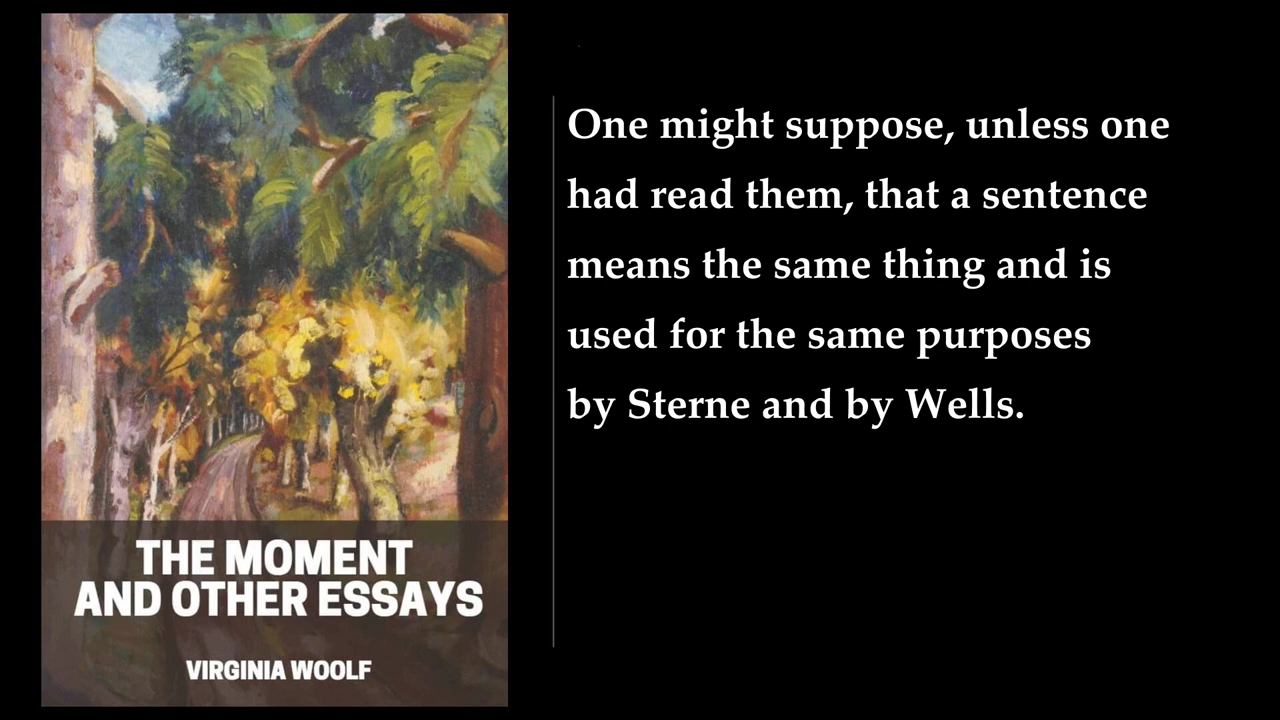 THE MOMENT
AND OTHER ESSAYS
VIRGINIA WOOLF
One might suppose, unless one
had read them, that a sentence
means the same thing and is
used for the same purposes
by Sterne and by Wells.